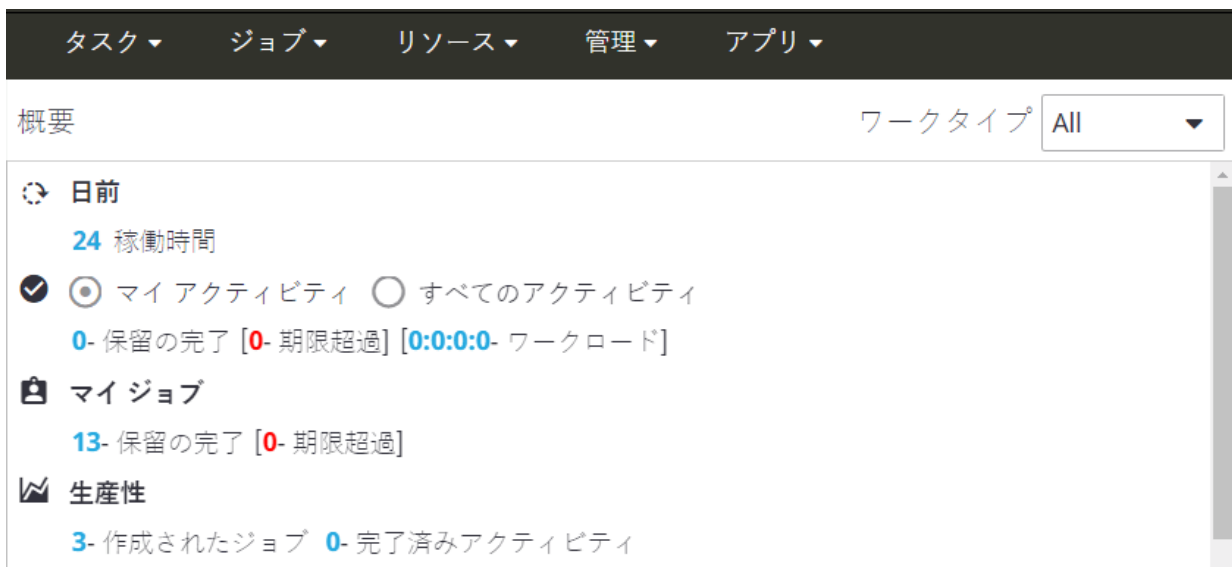 タスク ジョブ リソース 管理 アプリ
概要 ワークタイプ All
日前
24 稼働時間
マイ アクティビティ すべてのアクティビティ
0- 保留の完了 [0- 期限超過] [0:0:0:0- ワークロード]
マイ ジョブ
13- 保留の完了 [0- 期限超過]
生産性
3- 作成されたジョブ 0- 完了済みアクティビティ